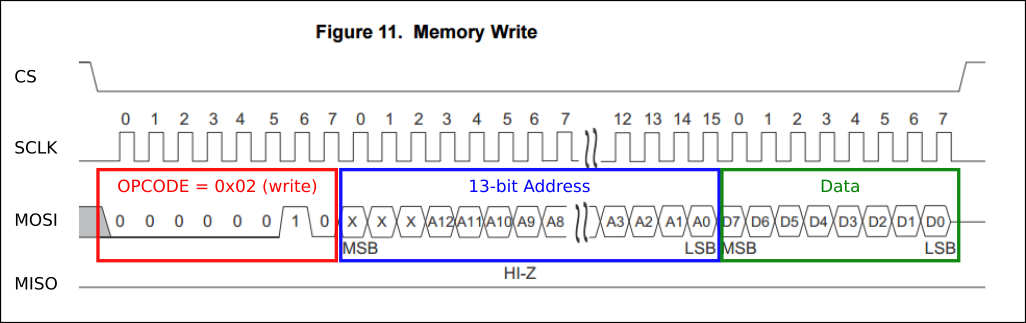 Figure 11. Memory Write
CS
0 1 2 3 4 5 6 7 0 1 2 3 4 5 6 7 12 13 14 15 0 1 2 3 4 5 6 7
SCLK
OPCODE = 0x02 (write) 13-bit Address Data
MOSI 0 0 0 0 0 0 1 0 X X X A12 A11 A10 A9 A8 A3 A2 A1 A0 D7 D6 D5 D4 D3 D2 D1 D0
MSB LSB MSB LSB
HI-Z
MISO